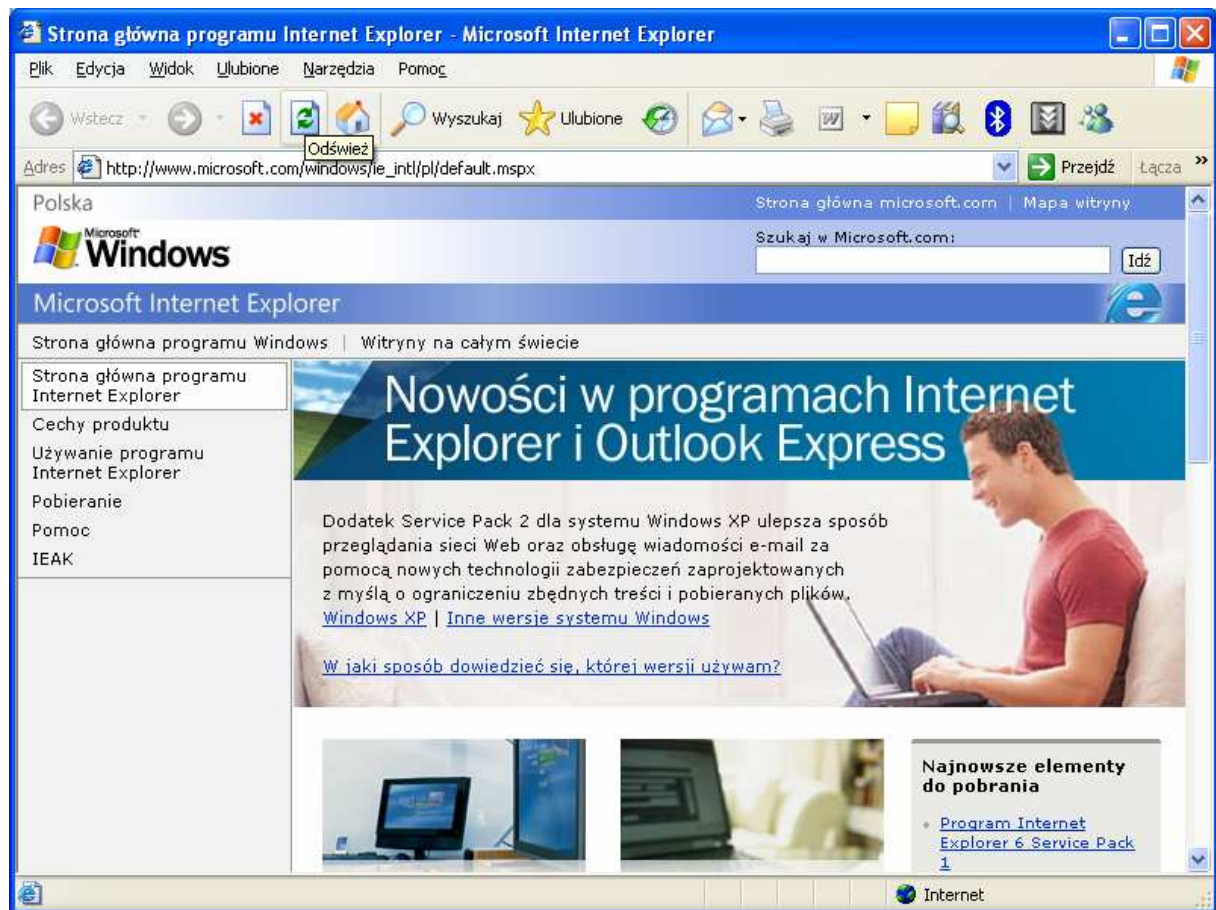 Strona główna programu Internet Explorer - Microsoft Internet Explorer
Plik Edycja Widok Ulubione Narzędzia Pomoc
Wstecz Wyszukaj Ulubione
Odśwież
Adres http://www.microsoft.com/windows/ie_intl/pl/default.mspx Przejdź Łącza »
Polska Strona główna microsoft.com | Mapa witryny
Microsoft
Windows
Szukaj w Microsoft.com:
Idź
Microsoft Internet Explorer
Strona główna programu Windows | Witryny na całym świecie
Strona główna programu
Internet Explorer
Cechy produktu
Używanie programu
Internet Explorer
Pobieranie
Pomoc
IEAK
Nowości w programach Internet
Explorer i Outlook Express
Dodatek Service Pack 2 dla systemu Windows XP ulepsza sposób
przeglądania sieci Web oraz obsługę wiadomości e-mail za
pomocą nowych technologii zabezpieczeń zaprojektowanych
z myślą o ograniczeniu zbędnych treści i pobieranych plików.
Windows XP | Inne wersje systemu Windows
W jaki sposób dowiedzieć się, której wersji używam?
Najnowsze elementy
do pobrania
Program Internet
Explorer 6 Service Pack
1
Internet